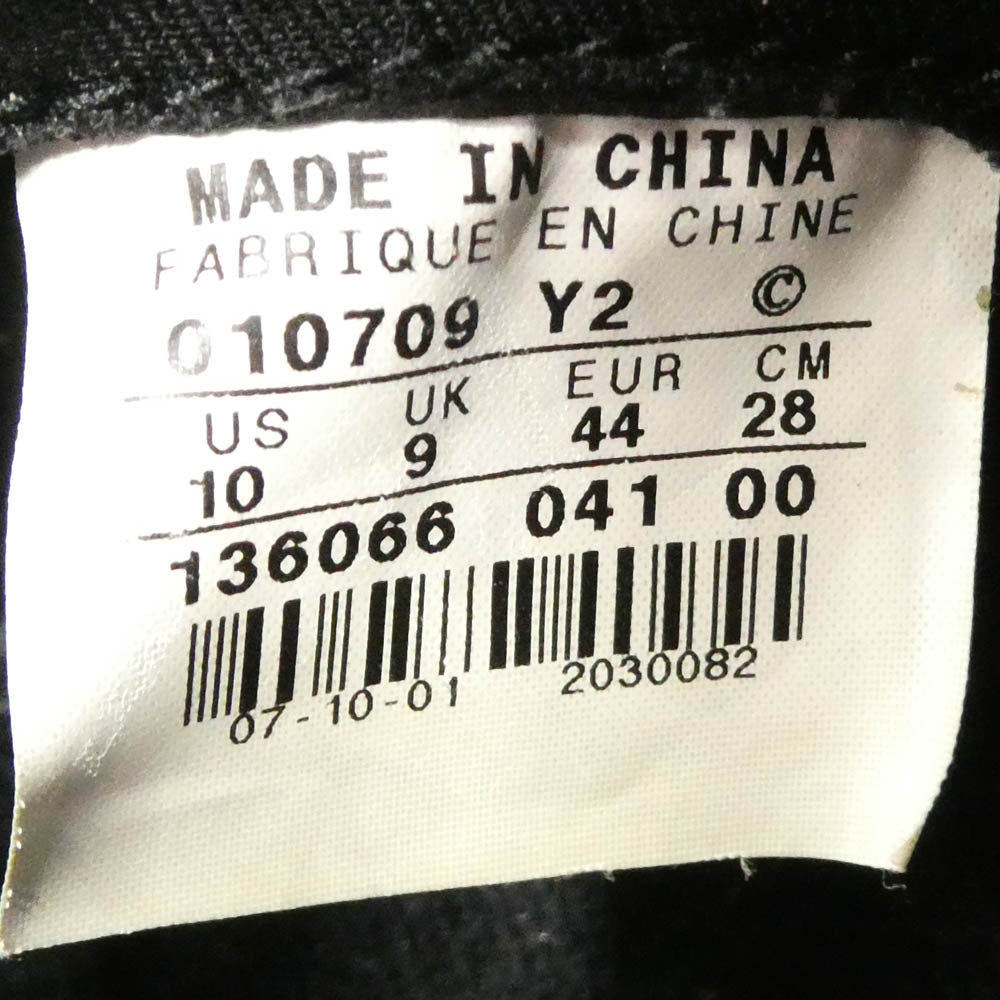 MADE IN CHINA
FABRIQUE EN CHINE
010709 Y2 ©
US UK EUR CM
10 9 44 28
136066 041 00
07-10-01 2030082